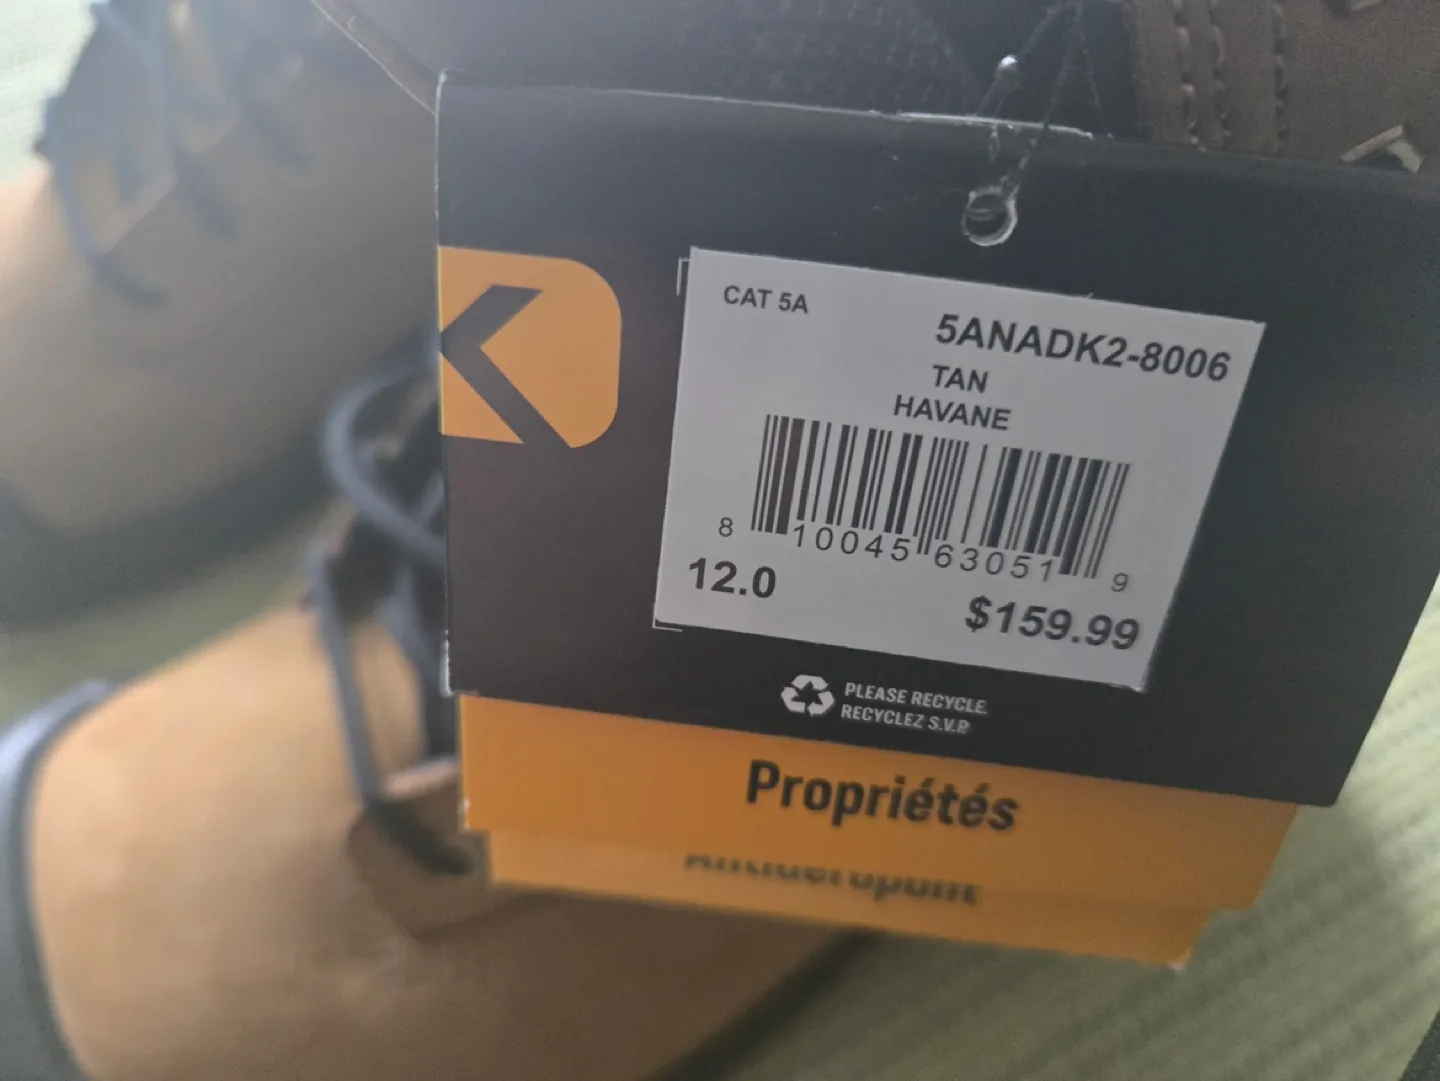 CAT 5A
5ANADK2-8006
TAN
HAVANE
8 10045 63051 9
12.0
$159.99
PLEASE RECYCLE.
RECYCLEZ S.V.P.
Propriétés